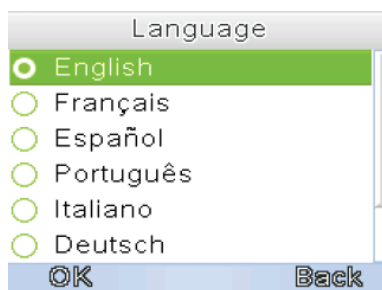 Language
English
Français
Español
Português
Italiano
Deutsch
OK Back